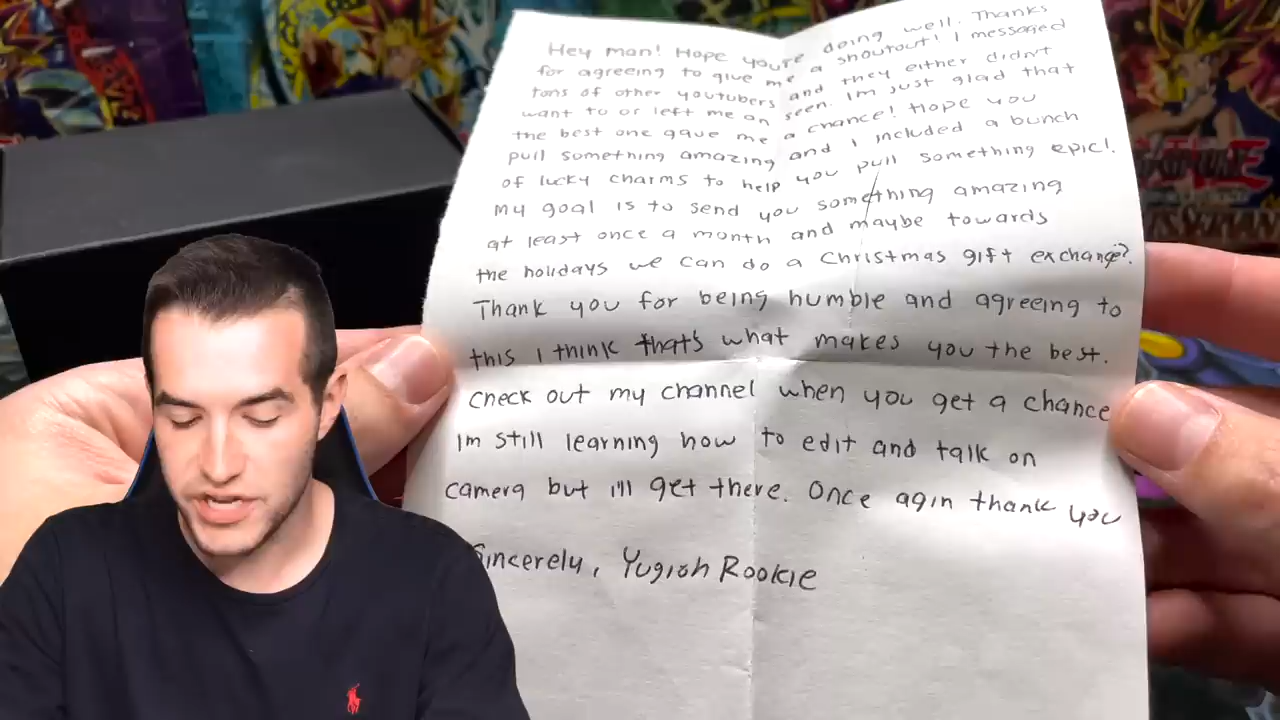 Hey man! Hope you're doing well. Thanks
for agreeing to give me a shoutout! I messaged
tons of other youtubers and they either didn't
want to or left me on seen. Im just glad that
the best one gave me a chance! Hope you
pull something amazing and I included a bunch
of lucky charms to help you pull something epic!.
My goal is to send you something amazing
at least once a month and maybe towards
the holidays we can do a Christmas gift exchange?.
Thank you for being humble and agreeing to
this I think that's what makes you the best.
Check out my channel when you get a chance
Im still learning how to edit and talk on
camera but i'll get there. Once agin thank you
Sincerely, Yugioh Rookie